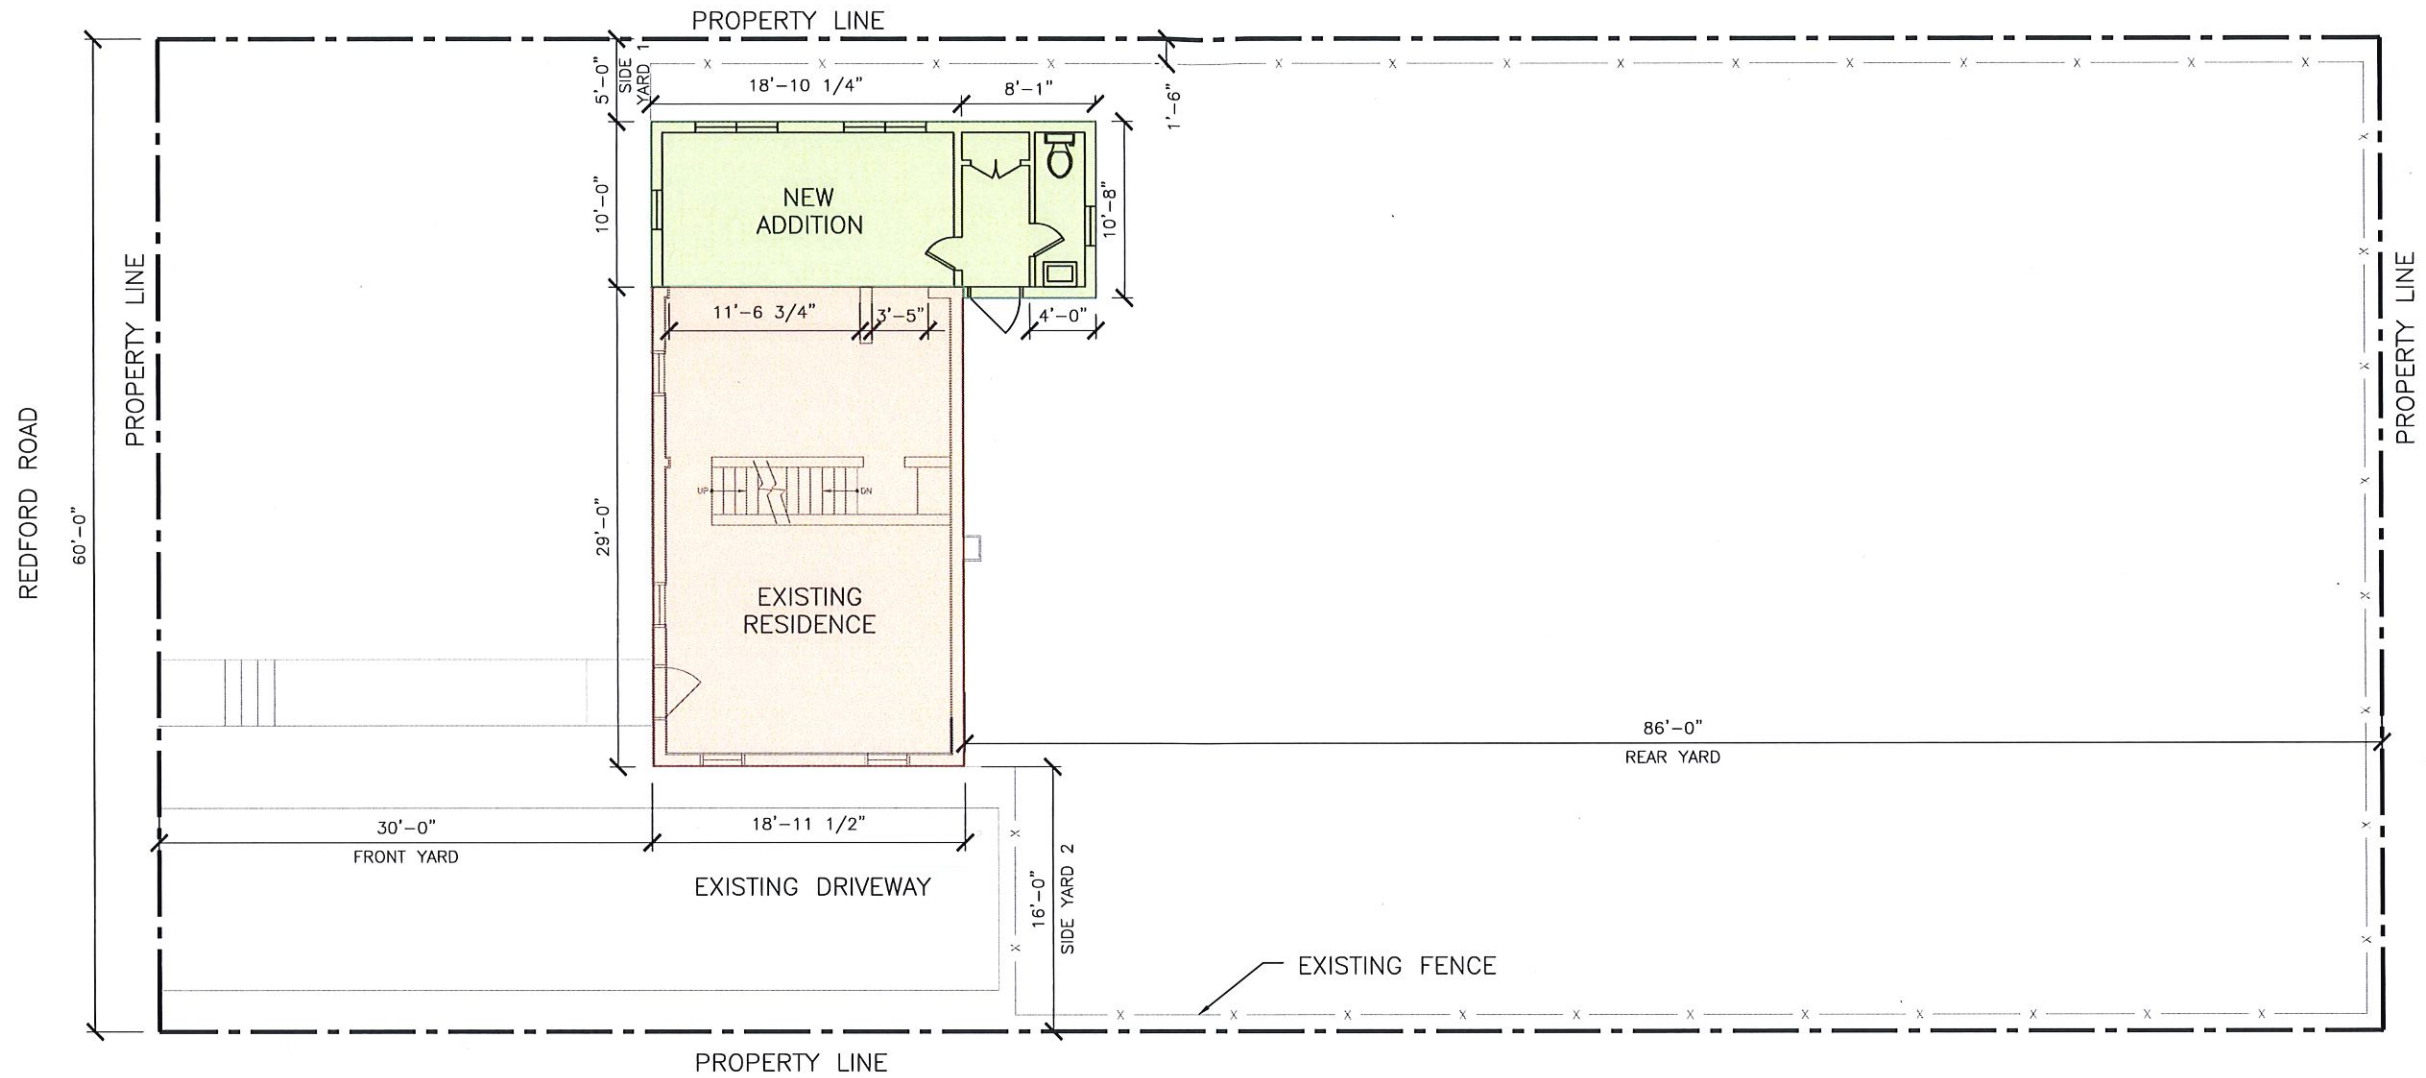 PROPERTY LINE
5'-0"
SIDE
YARD 1
18'-10 1/4"
8'-1"
1'-6"
10'-0"
NEW
ADDITION
10'-8"
PROPERTY LINE
PROPERTY LINE
11'-6 3/4"
3'-5"
4'-0"
REDFORD ROAD
60'-0"
29'-0"
UP
DN
EXISTING
RESIDENCE
86'-0"
REAR YARD
30'-0"
FRONT YARD
18'-11 1/2"
EXISTING DRIVEWAY
16'-0"
SIDE YARD 2
EXISTING FENCE
PROPERTY LINE